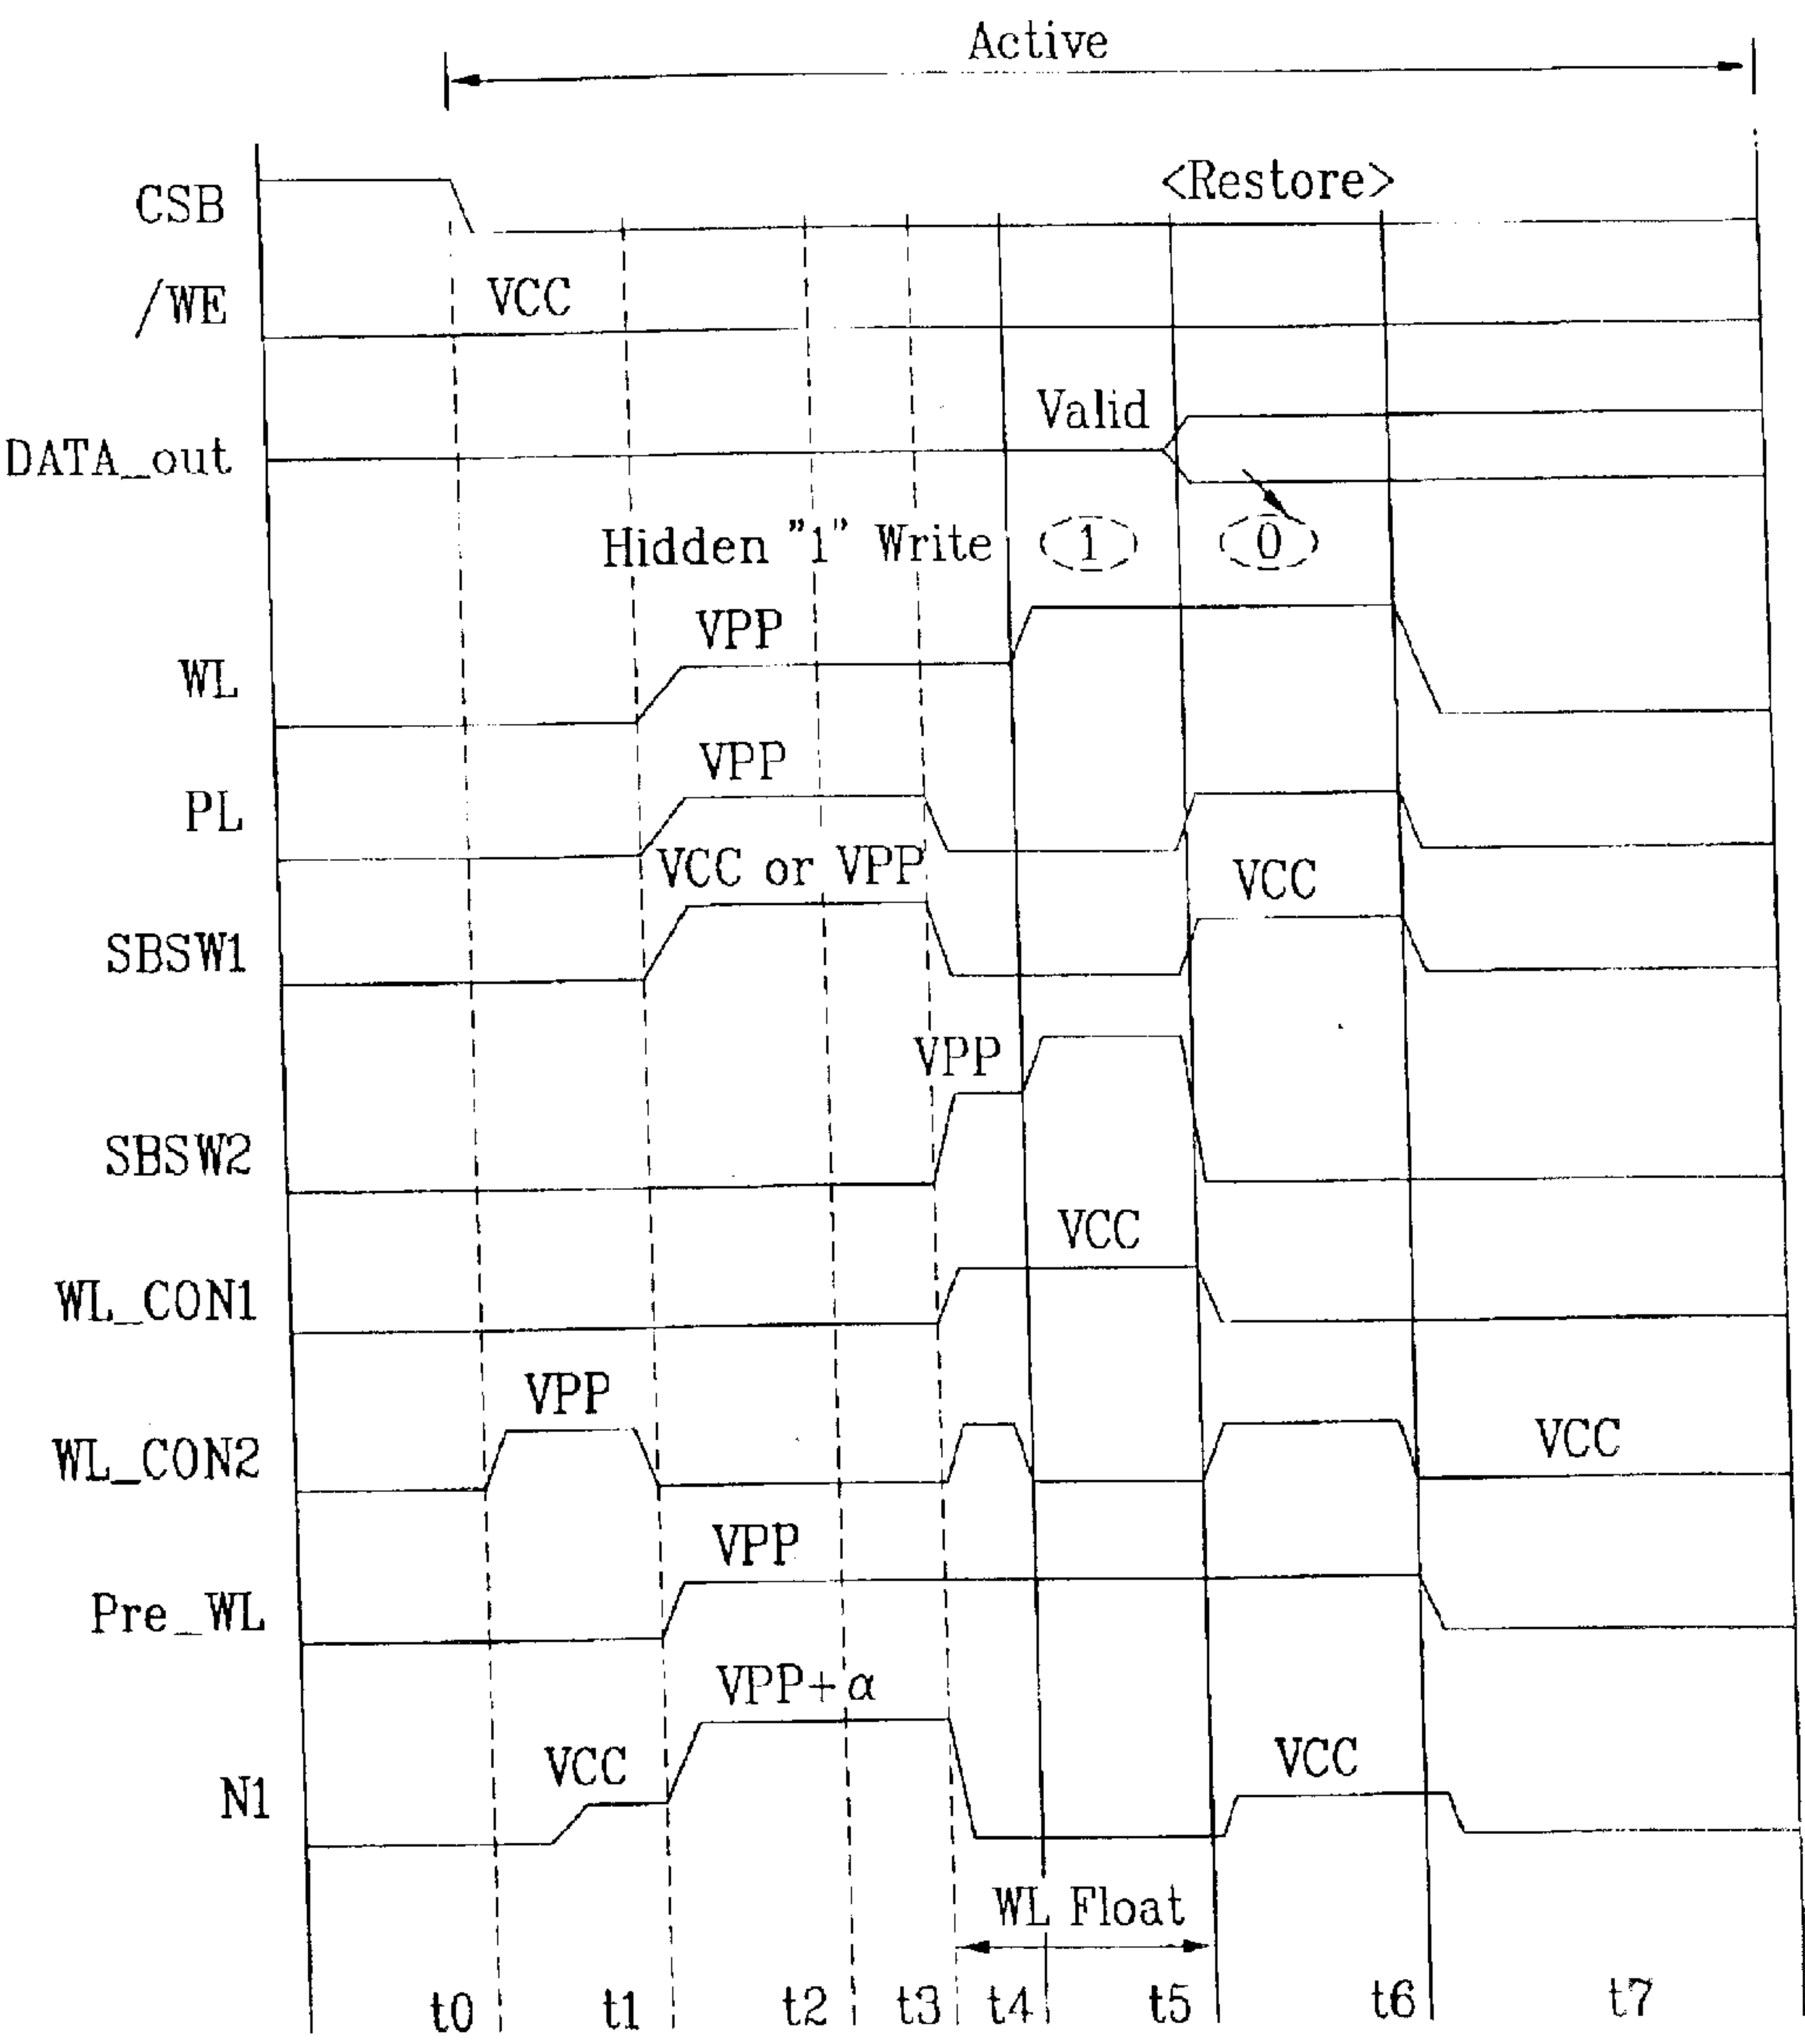 Active
<Restore>
CSB
/WE VCC
Valid
DATA_out
Hidden "1" Write 1 0
VPP
WL
VPP
PL
VCC or VPP VCC
SBSW1
VPP
SBSW2
VCC
WL_CON1
VPP
WL_CON2 VCC
VPP
Pre_WL
VPP+α
VCC VCC
N1
WL Float
t0 t1 t2 t3 t4 t5 t6 t7